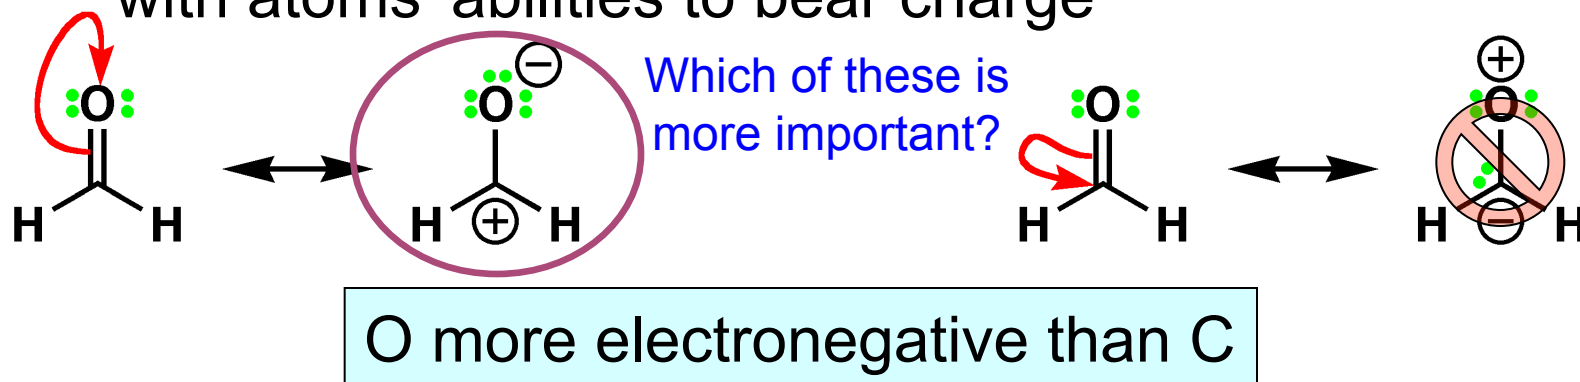 with atoms' abilities to bear charge
O
−
O
Which of these is
more important?
O
+
O
H
H
H
+
H
H
H
H
−
H
O more electronegative than C